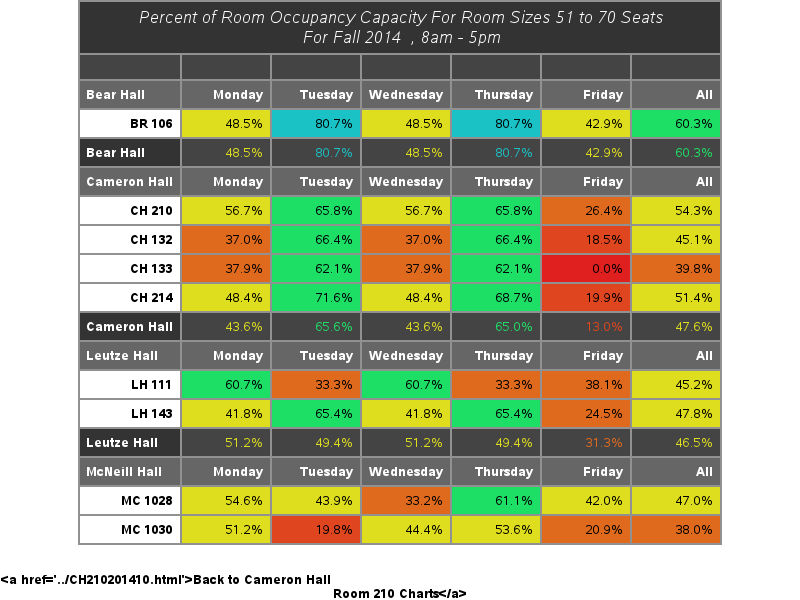 Percent of Room Occupancy Capacity For Room Sizes 51 to 70 Seats
For Fall 2014 , 8am - 5pm
Bear Hall Monday Tuesday Wednesday Thursday Friday All
BR 106 48.5% 80.7% 48.5% 80.7% 42.9% 60.3%
Bear Hall 48.5% 80.7% 48.5% 80.7% 42.9% 60.3%
Cameron Hall Monday Tuesday Wednesday Thursday Friday All
CH 210 56.7% 65.8% 56.7% 65.8% 26.4% 54.3%
CH 132 37.0% 66.4% 37.0% 66.4% 18.5% 45.1%
CH 133 37.9% 62.1% 37.9% 62.1% 0.0% 39.8%
CH 214 48.4% 71.6% 48.4% 68.7% 19.9% 51.4%
Cameron Hall 43.6% 65.6% 43.6% 65.0% 13.0% 47.6%
Leutze Hall Monday Tuesday Wednesday Thursday Friday All
LH 111 60.7% 33.3% 60.7% 33.3% 38.1% 45.2%
LH 143 41.8% 65.4% 41.8% 65.4% 24.5% 47.8%
Leutze Hall 51.2% 49.4% 51.2% 49.4% 31.3% 46.5%
McNeill Hall Monday Tuesday Wednesday Thursday Friday All
MC 1028 54.6% 43.9% 33.2% 61.1% 42.0% 47.0%
MC 1030 51.2% 19.8% 44.4% 53.6% 20.9% 38.0%
<a href='../CH210201410.html'>Back to Cameron Hall
Room 210 Charts</a>